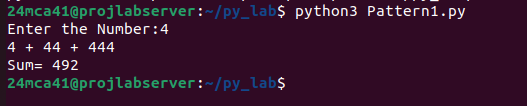 24mca41@projlabserver:~/py_lab$ python3 Pattern1.py
Enter the Number:4
4 + 44 + 444
Sum= 492
24mca41@projlabserver:~/py_lab$